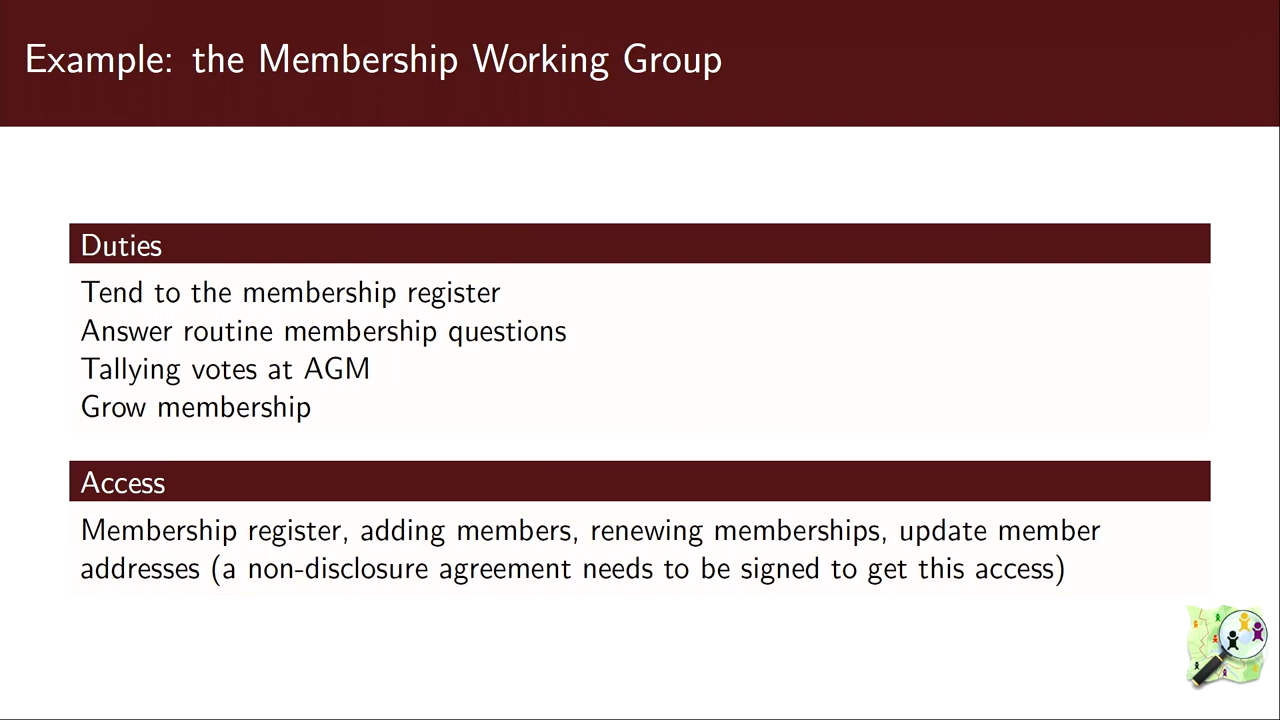 Example: the Membership Working Group
Duties
Tend to the membership register
Answer routine membership questions
Tallying votes at AGM
Grow membership
Access
Membership register, adding members, renewing memberships, update member
addresses (a non-disclosure agreement needs to be signed to get this access)